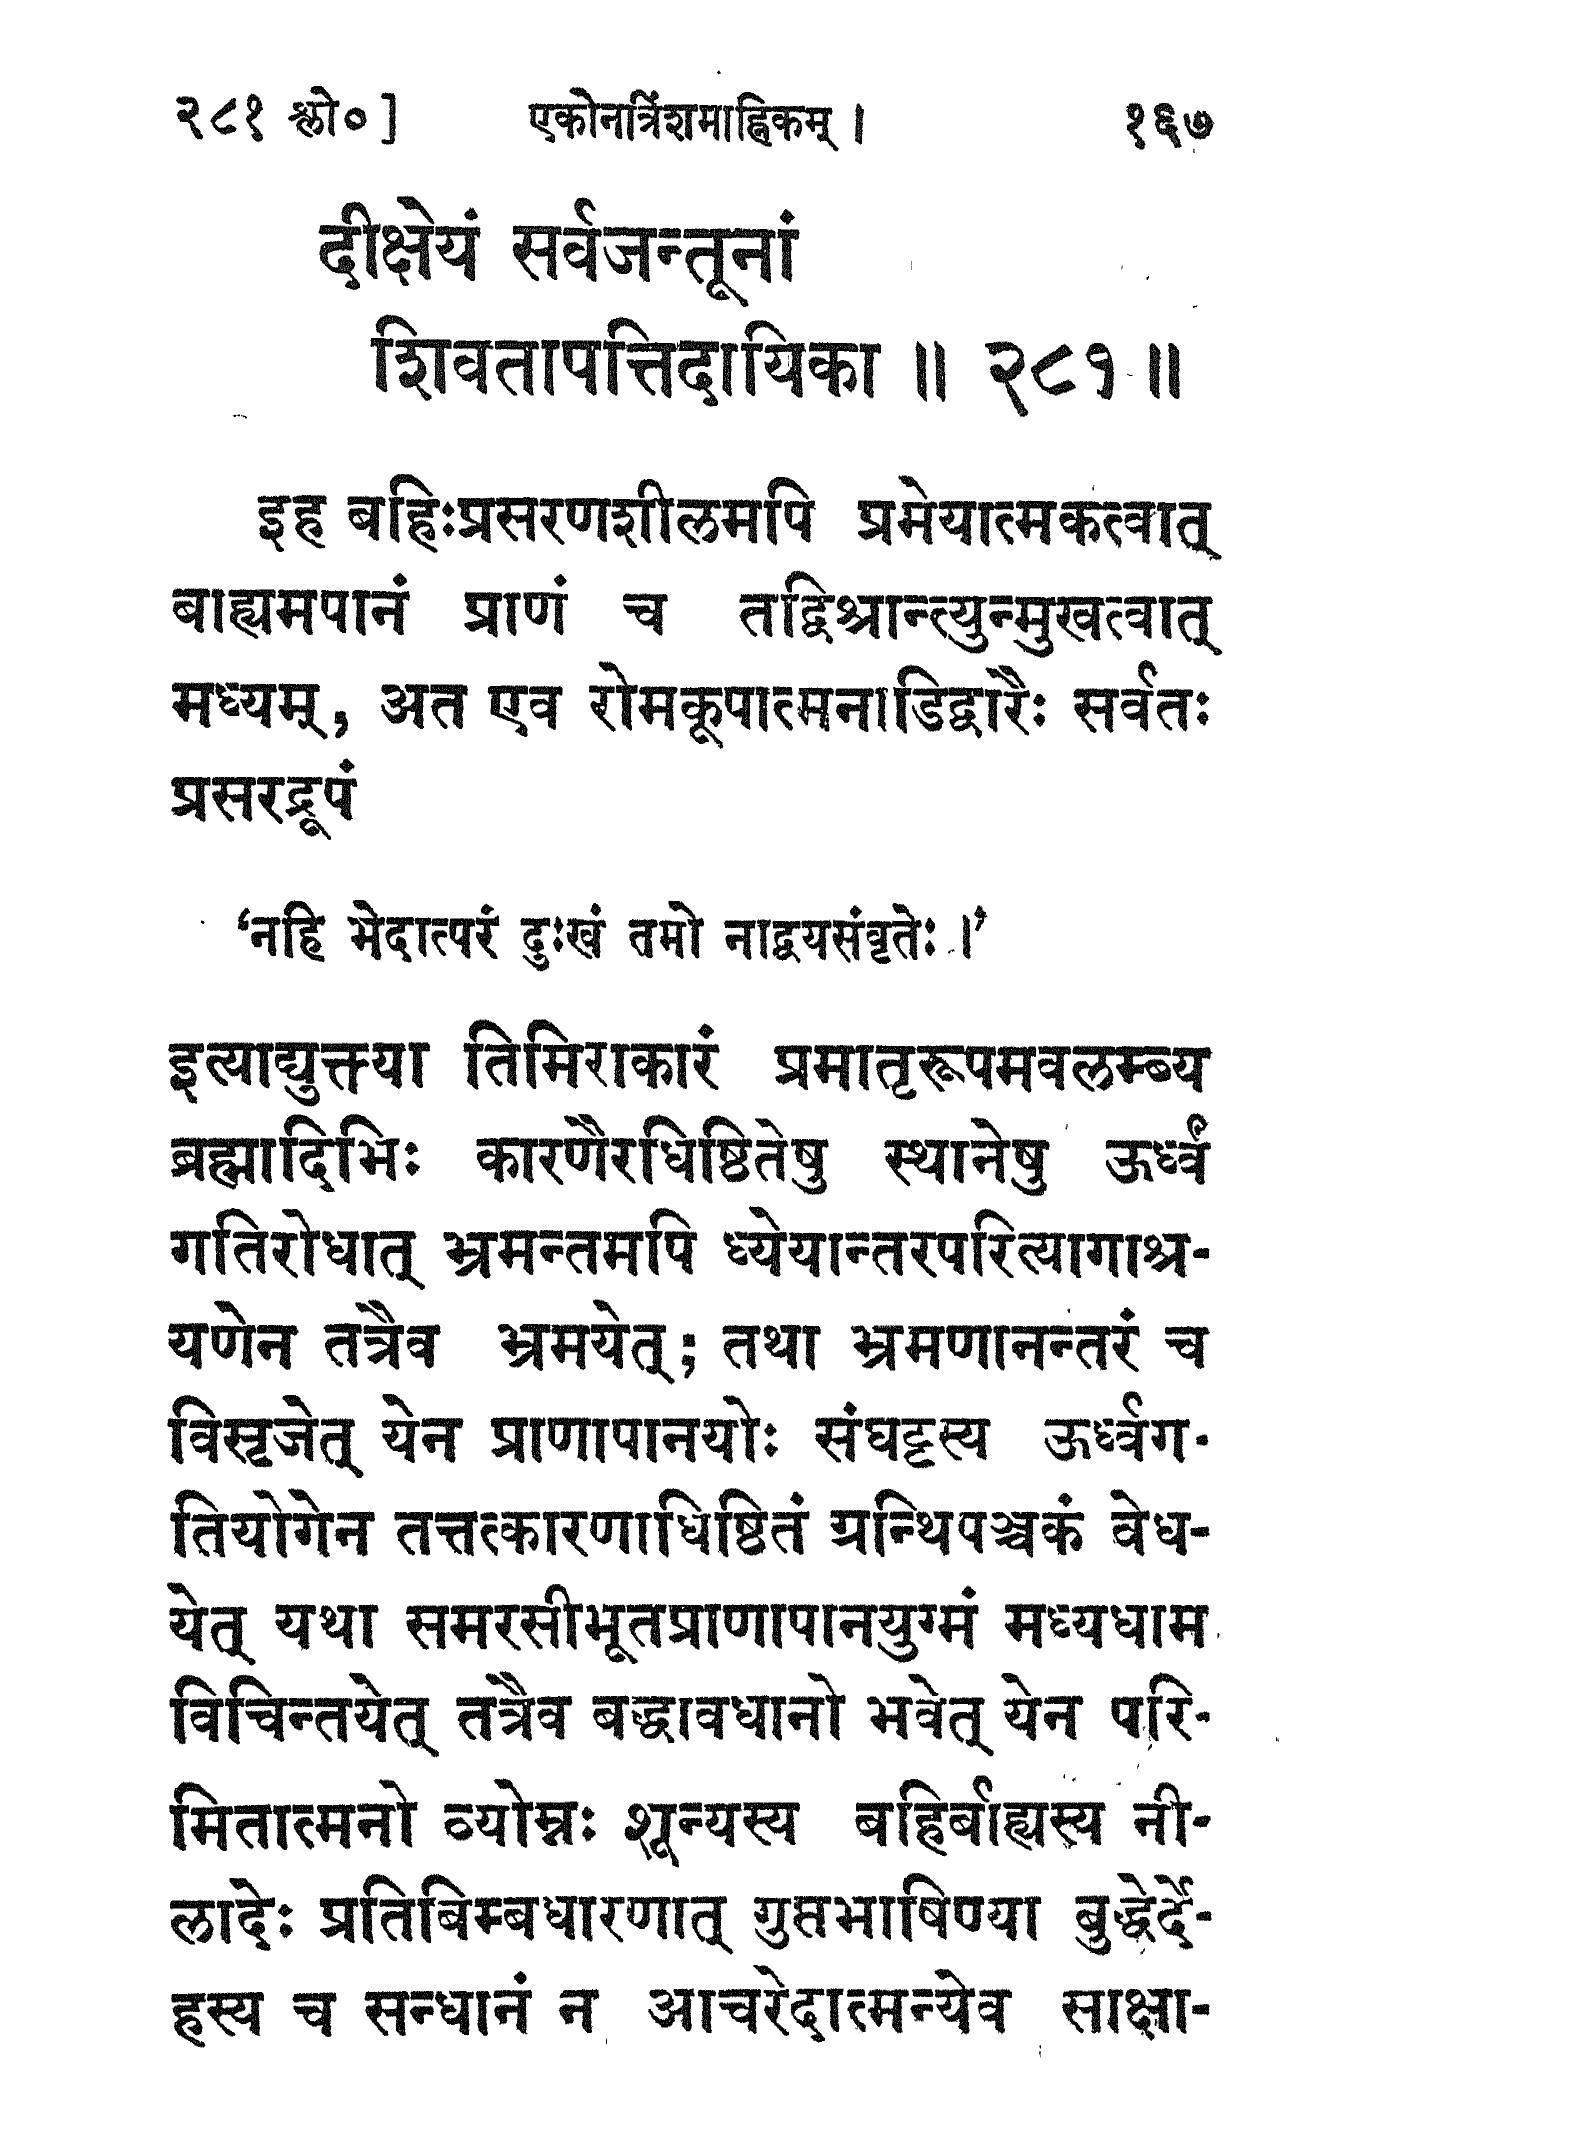 २८१ श्लो०] एकोनत्रिंशमाह्निकम् । १६७
दीक्षेयं सर्वजन्तूनां
शिवतापत्तिदायिका ॥ २८१ ॥
इह बहिःप्रसरणशीलमपि प्रमेयात्मकत्वात्
बाह्यमपानं प्राणं च तद्विश्रान्त्युन्मुखत्वात्
मध्यम्, अत एव रोमकूपात्मनाडिद्वारैः सर्वतः
प्रसरद्रूपं
‘नहि भेदात्परं दुःखं तमो नाद्वयसंवृतेः ।’
इत्याद्युक्तया तिमिराकारं प्रमातृरूपमवलम्ब्य
ब्रह्मादिभिः कारणैरधिष्ठितेषु स्थानेषु ऊर्ध्वं
गतिरोधात् भ्रमन्तमपि ध्येयान्तरपरित्यागाश्र-
यणेन तत्रैव भ्रमयेत्; तथा भ्रमणानन्तरं च
विसृजेत् येन प्राणापानयोः संघट्टस्य ऊर्ध्वग-
तियोगेन तत्तत्कारणाधिष्ठितं ग्रन्थिपञ्चकं वेध-
येत् यथा समरसीभूतप्राणापानयुग्मं मध्यधाम
विचिन्तयेत् तत्रैव बद्धावधानो भवेत् येन परि-
मितात्मनो व्योम्नः शून्यस्य बहिर्बाह्यस्य नी-
लादेः प्रतिबिम्बधारणात् गुप्तभाषिण्या बुद्धेर्दे-
हस्य च सन्धानं न आचरेदात्मन्येव साक्षा-